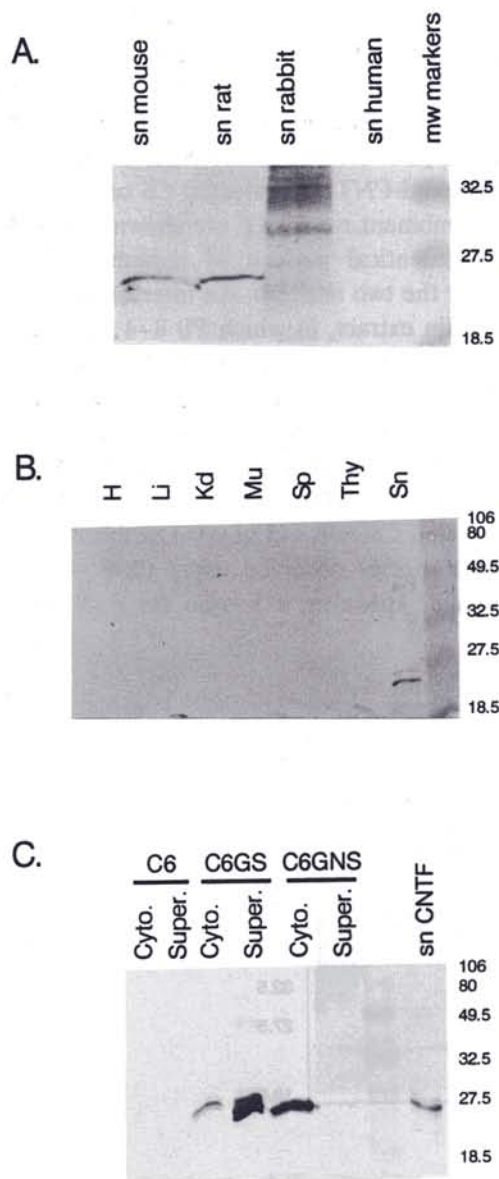 A.
sn mouse
sn rat
sn rabbit
sn human
mw markers
32.5
27.5
18.5
B.
H
Li
Kd
Mu
Sp
Thy
Sn
106
80
49.5
32.5
27.5
18.5
C.
C6 C6GS C6GNS
Cyto.
Super.
Cyto.
Super.
Cyto.
Super.
sn CNTF
106
80
49.5
32.5
27.5
18.5